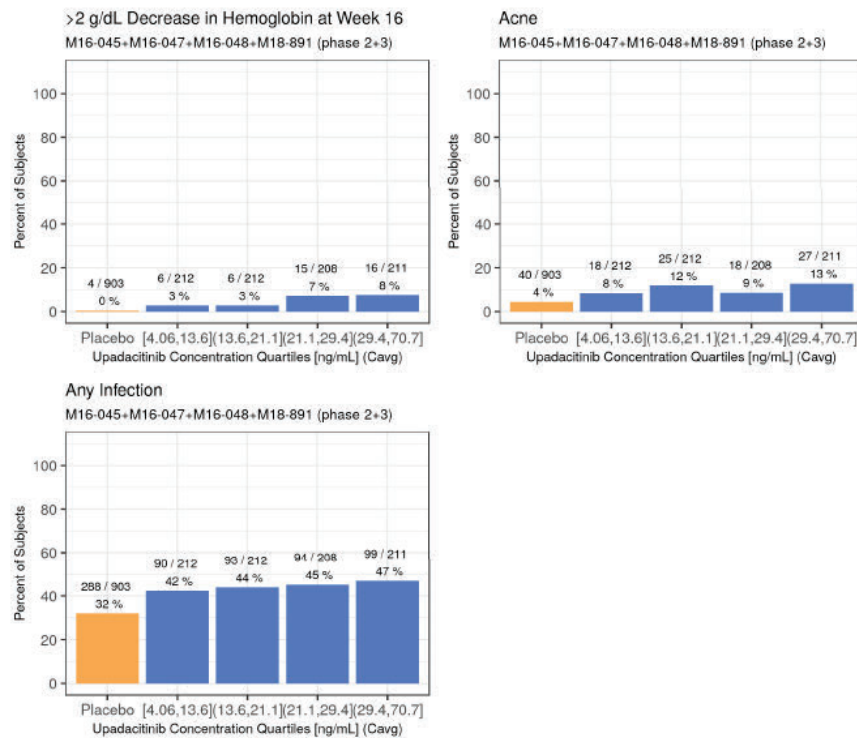 >2 g/dL Decrease in Hemoglobin at Week 16
M16-045+M16-047+M16-048+M18-891 (phase 2+3)
Percent of Subjects
100
80
60
40
20
0
4 / 903
0 %
6 / 212
3 %
6 / 212
3 %
15 / 208
7 %
16 / 211
8 %
Placebo [4.06,13.6] (13.6,21.1] (21.1,29.4] (29.4,70.7]
Upadacitinib Concentration Quartiles [ng/mL] (Cavg)
Acne
M16-045+M16-047+M16-048+M18-891 (phase 2+3)
Percent of Subjects
100
80
60
40
20
0
40 / 903
4 %
18 / 212
8 %
25 / 212
12 %
18 / 208
9 %
27 / 211
13 %
Placebo [4.06,13.6] (13.6,21.1] (21.1,29.4] (29.4,70.7]
Upadacitinib Concentration Quartiles [ng/mL] (Cavg)
Any Infection
M16-045+M16-047+M16-048+M18-891 (phase 2+3)
Percent of Subjects
100
80
60
40
20
0
288 / 903
32 %
90 / 212
42 %
93 / 212
44 %
94 / 208
45 %
99 / 211
47 %
Placebo [4.06,13.6] (13.6,21.1] (21.1,29.4] (29.4,70.7]
Upadacitinib Concentration Quartiles [ng/mL] (Cavg)